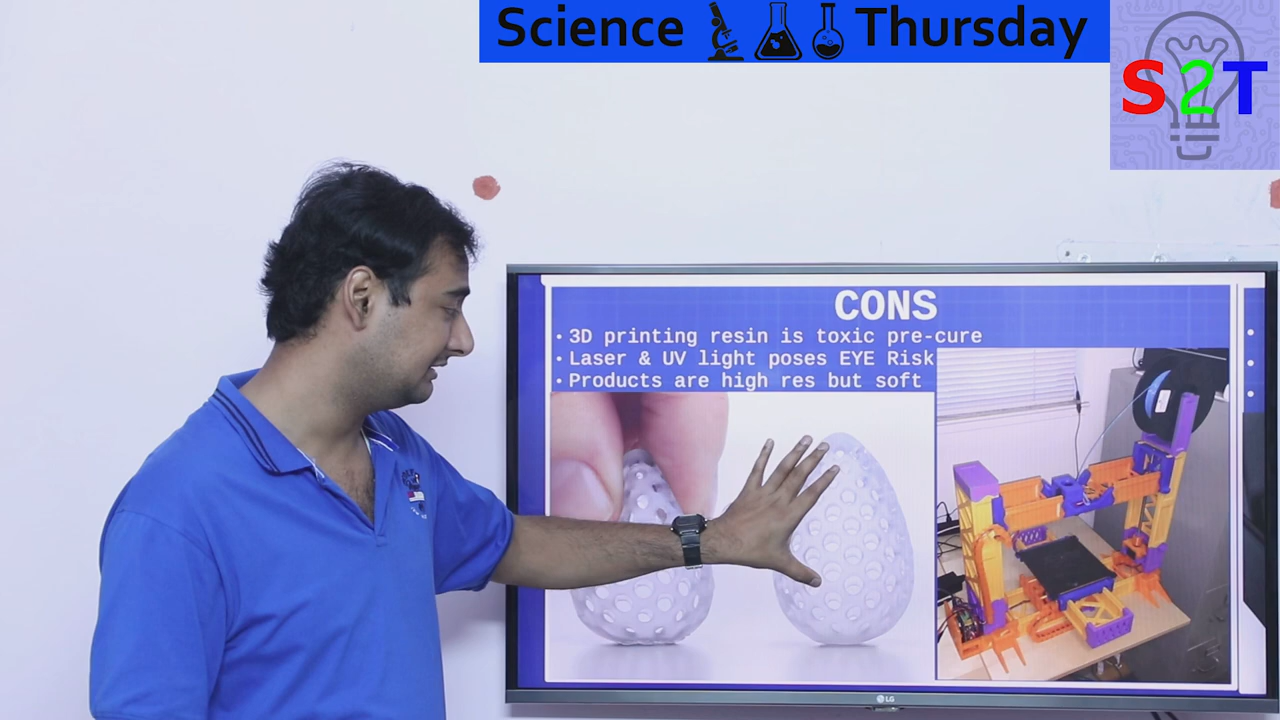 Science Thursday
S2T
CONS
• 3D printing resin is toxic pre-cure
• Laser & UV light poses EYE Risk
• Products are high res but soft
LG